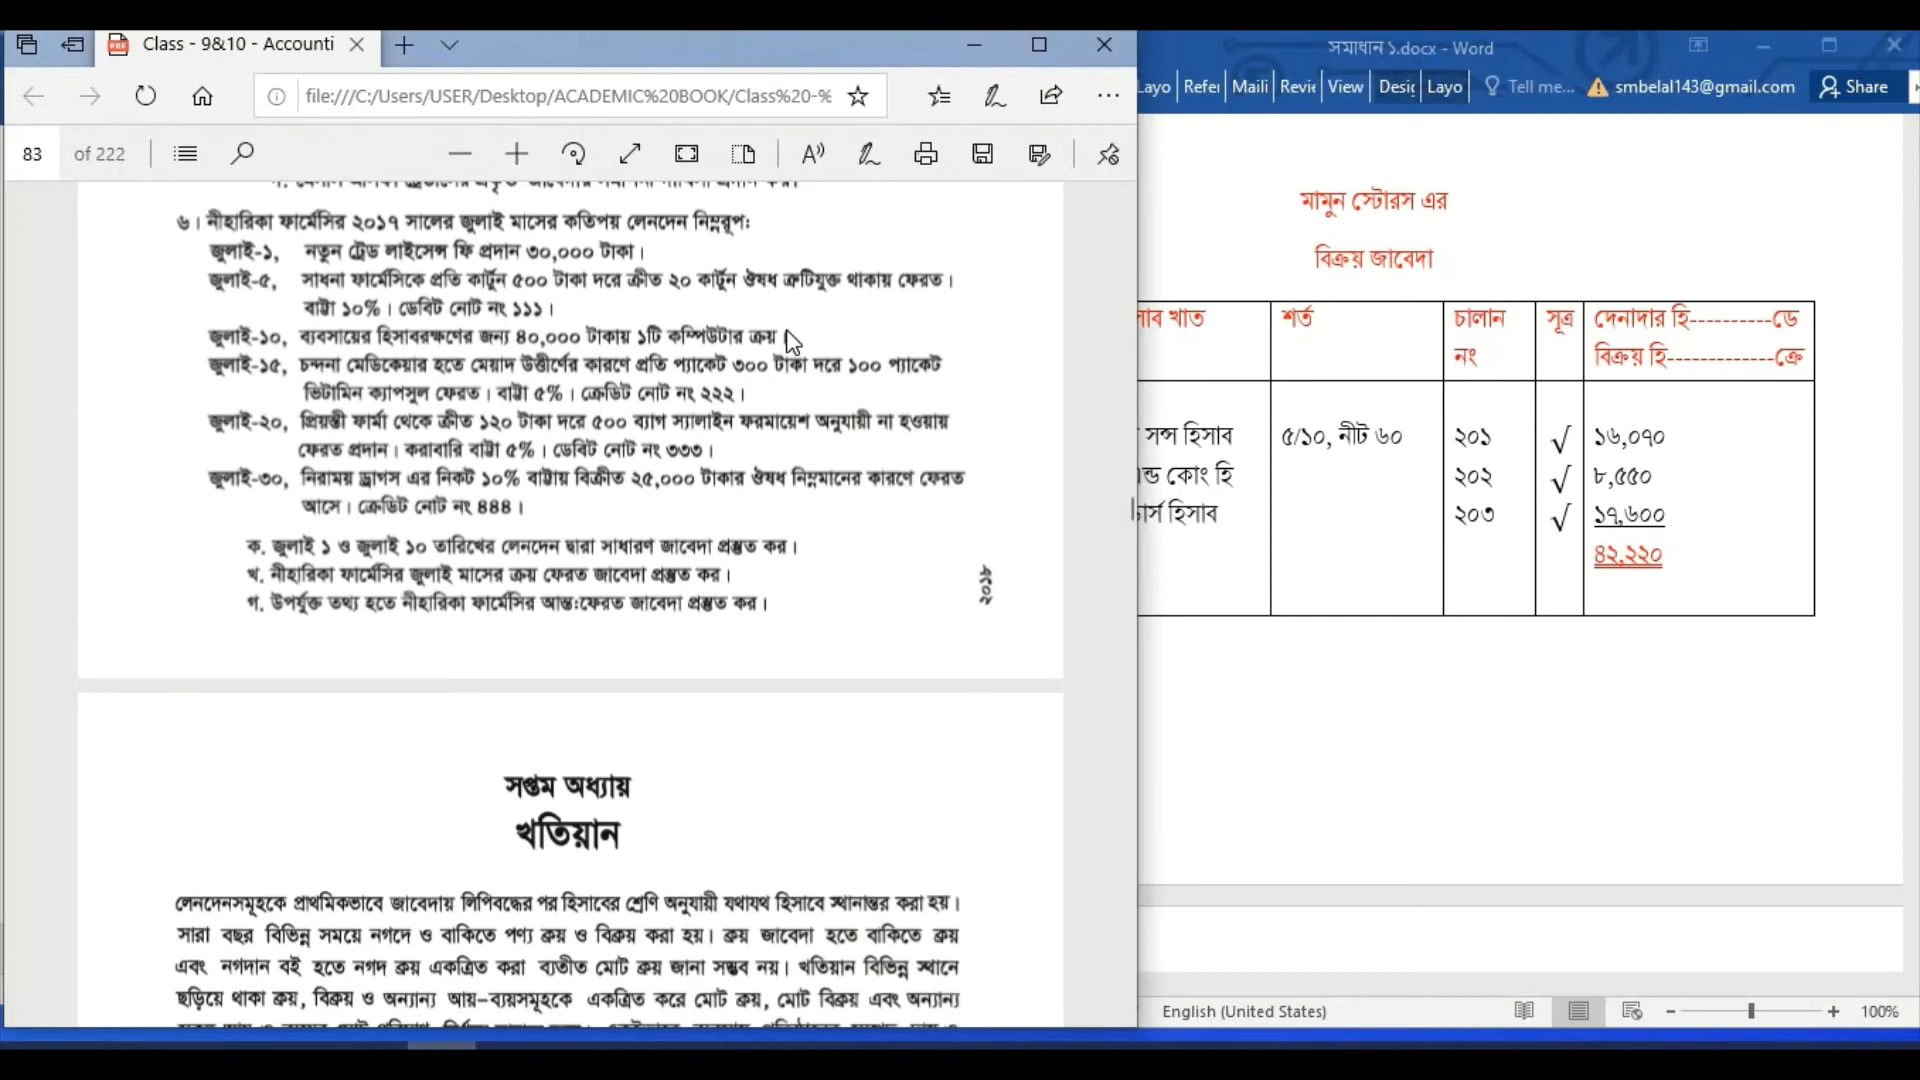 Class - 9&10 - Accounti
file:///C:/Users/USER/Desktop/ACADEMIC%20BOOK/Class%20-%
83 of 222
৬। নীহারিকা ফার্মেসির ২০১৭ সালের জুলাই মাসের কতিপয় লেনদেন নিম্নরূপ:
জুলাই-১, নতুন ট্রেড লাইসেন্স ফি প্রদান ৩০,০০০ টাকা।
জুলাই-৫, সাধনা ফার্মেসিকে প্রতি কার্টুন ৫০০ টাকা দরে ক্রীত ২০ কার্টুন ঔষধ ত্রুটিযুক্ত থাকায় ফেরত।
বাট্টা ১০%। ডেবিট নোট নং ১১১।
জুলাই-১০, ব্যবসায়ের হিসাবরক্ষণের জন্য ৪০,০০০ টাকায় ১টি কম্পিউটার ক্রয়
জুলাই-১৫, চন্দনা মেডিকেয়ার হতে মেয়াদ উত্তীর্ণের কারণে প্রতি প্যাকেট ৩০০ টাকা দরে ১০০ প্যাকেট
ভিটামিন ক্যাপসুল ফেরত। বাট্টা ৫%। ক্রেডিট নোট নং ২২২।
জুলাই-২০, প্রিয়ন্তী ফার্মা থেকে ক্রীত ১২০ টাকা দরে ৫০০ ব্যাগ স্যালাইন ফরমায়েশ অনুযায়ী না হওয়ায়
ফেরত প্রদান। কারাবারি বাট্টা ৫%। ডেবিট নোট নং ৩৩৩।
জুলাই-৩০, নিরাময় ড্রাগস এর নিকট ১০% বাট্টায় বিক্রীত ২৫,০০০ টাকার ঔষধ নিম্নমানের কারণে ফেরত
আসে। ক্রেডিট নোট নং ৪৪৪।
ক. জুলাই ১ ও জুলাই ১০ তারিখের লেনদেন দ্বারা সাধারণ জাবেদা প্রস্তুত কর।
খ. নীহারিকা ফার্মেসির জুলাই মাসের ক্রয় ফেরত জাবেদা প্রস্তুত কর।
গ. উপর্যুক্ত তথ্য হতে নীহারিকা ফার্মেসির আন্তঃফেরত জাবেদা প্রস্তুত কর।
২০১৮
সপ্তম অধ্যায়
খতিয়ান
লেনদেনসমূহকে প্রাথমিকভাবে জাবেদায় লিপিবদ্ধের পর হিসাবের শ্রেণি অনুযায়ী যথাযথ হিসাবে স্থানান্তর করা হয়।
সারা বছর বিভিন্ন সময়ে নগদে ও বাকিতে পণ্য ক্রয় ও বিক্রয় করা হয়। ক্রয় জাবেদা হতে বাকিতে ক্রয়
এবং নগদান বই হতে নগদ ক্রয় একত্রিত করা ব্যতীত মোট ক্রয় জানা সম্ভব নয়। খতিয়ান বিভিন্ন স্থানে
ছড়িয়ে থাকা ক্রয়, বিক্রয় ও অন্যান্য আয়-ব্যয়সমূহকে একত্রিত করে মোট ক্রয়, মোট বিক্রয় এবং অন্যান্য
সমাধান ১.docx - Word
Layo Refei Maili Revie View Desig Layo Tell me... smbelal143@gmail.com Share
মামুন স্টোরস এর
বিক্রয় জাবেদা
সাব খাত শর্ত চালান নং সূত্র দেনাদার হি----------ডে
বিক্রয় হি-------------ক্রে
সন্স হিসাব ৫/১০, নীট ৬০ ২০১ √ ১৬,০৭০
ন্ড কোং হি ২০২ √ ৮,৫৫০
র্স হিসাব ২০৩ √ ১৭,৬০০
৪২,২২০
English (United States) 100%